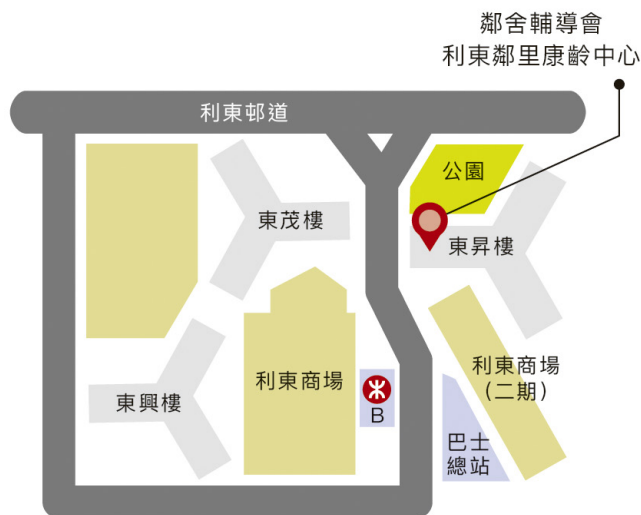 鄰舍輔導會
利東鄰里康齡中心
利東邨道
公園
東茂樓
東昇樓
利東商場
(二期)
利東商場
東興樓
B
巴士
總站